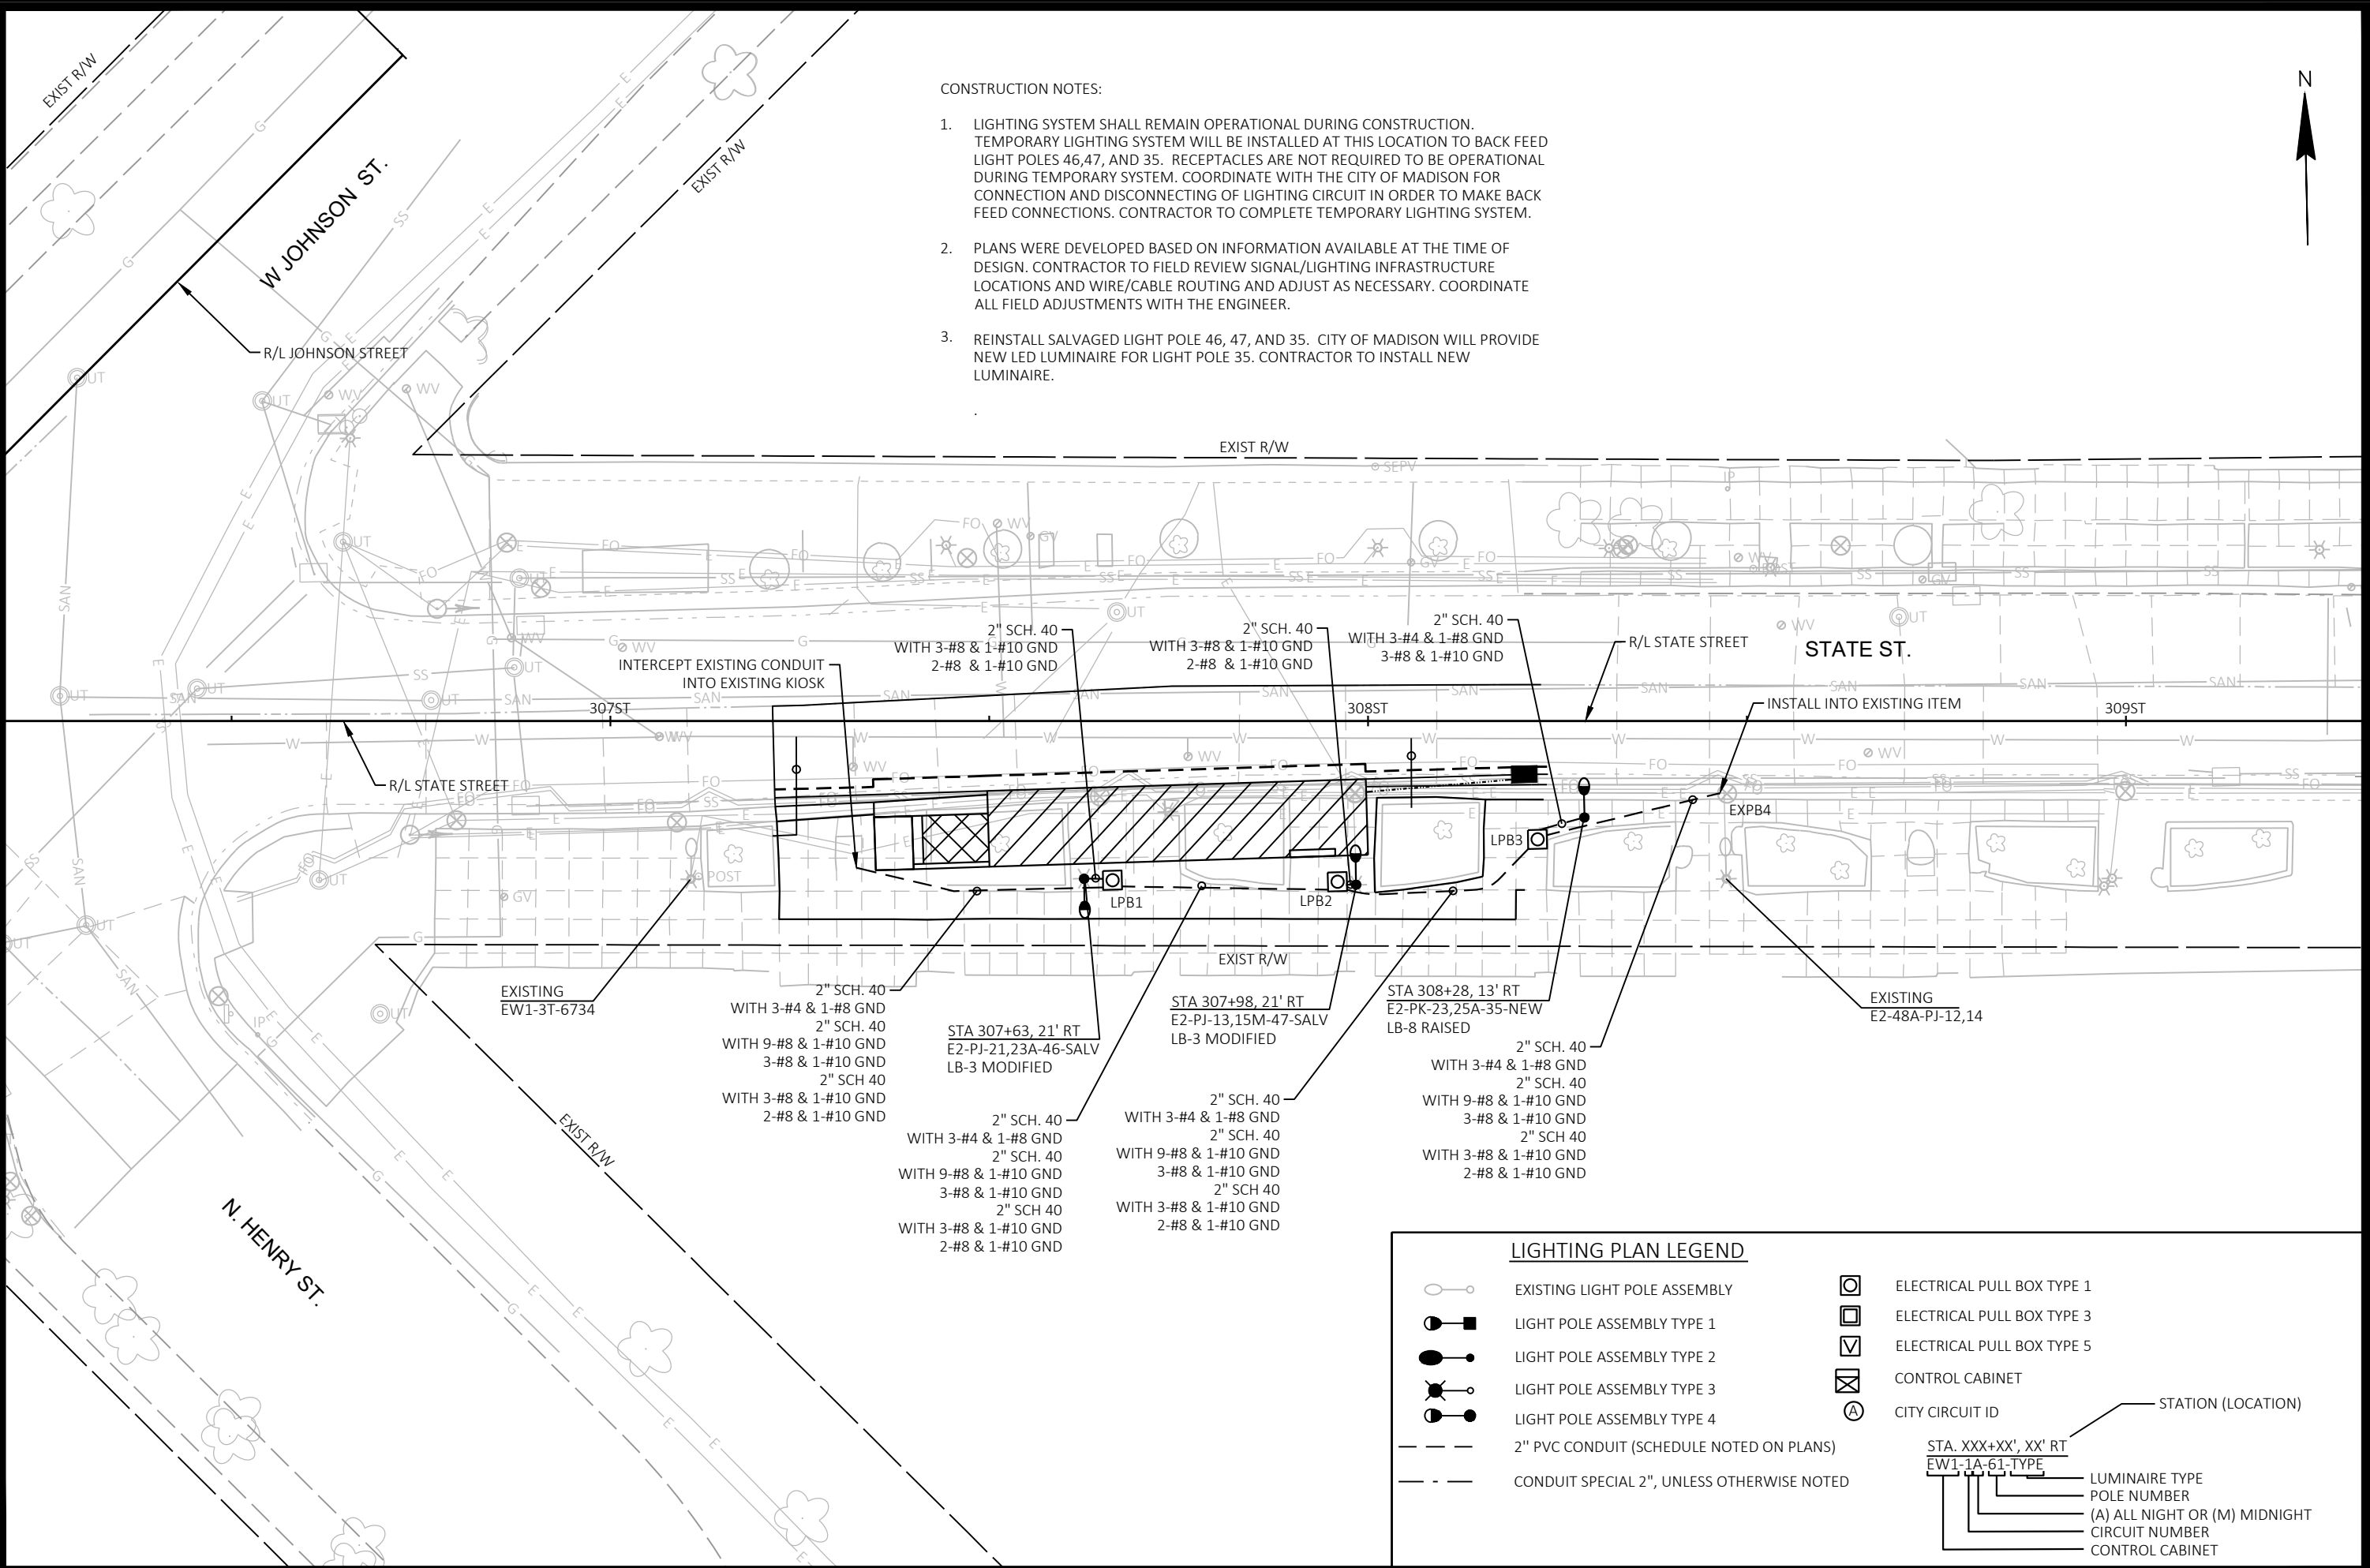 EXIST R/W
W JOHNSON ST.
R/L JOHNSON STREET
EXIST R/W
CONSTRUCTION NOTES:
1. LIGHTING SYSTEM SHALL REMAIN OPERATIONAL DURING CONSTRUCTION.
TEMPORARY LIGHTING SYSTEM WILL BE INSTALLED AT THIS LOCATION TO BACK FEED
LIGHT POLES 46,47, AND 35. RECEPTACLES ARE NOT REQUIRED TO BE OPERATIONAL
DURING TEMPORARY SYSTEM. COORDINATE WITH THE CITY OF MADISON FOR
CONNECTION AND DISCONNECTING OF LIGHTING CIRCUIT IN ORDER TO MAKE BACK
FEED CONNECTIONS. CONTRACTOR TO COMPLETE TEMPORARY LIGHTING SYSTEM.
2. PLANS WERE DEVELOPED BASED ON INFORMATION AVAILABLE AT THE TIME OF
DESIGN. CONTRACTOR TO FIELD REVIEW SIGNAL/LIGHTING INFRASTRUCTURE
LOCATIONS AND WIRE/CABLE ROUTING AND ADJUST AS NECESSARY. COORDINATE
ALL FIELD ADJUSTMENTS WITH THE ENGINEER.
3. REINSTALL SALVAGED LIGHT POLE 46, 47, AND 35. CITY OF MADISON WILL PROVIDE
NEW LED LUMINAIRE FOR LIGHT POLE 35. CONTRACTOR TO INSTALL NEW
LUMINAIRE.
.
N
EXIST R/W
INTERCEPT EXISTING CONDUIT
INTO EXISTING KIOSK
2" SCH. 40
WITH 3-#8 & 1-#10 GND
2-#8 & 1-#10 GND
2" SCH. 40
WITH 3-#8 & 1-#10 GND
2-#8 & 1-#10 GND
2" SCH. 40
WITH 3-#4 & 1-#8 GND
3-#8 & 1-#10 GND
R/L STATE STREET
STATE ST.
INSTALL INTO EXISTING ITEM
307ST
308ST
309ST
R/L STATE STREET
EXPB4
LPB3
LPB1
LPB2
POST
EXIST R/W
EXISTING
EW1-3T-6734
2" SCH. 40
WITH 3-#4 & 1-#8 GND
2" SCH. 40
WITH 9-#8 & 1-#10 GND
3-#8 & 1-#10 GND
2" SCH 40
WITH 3-#8 & 1-#10 GND
2-#8 & 1-#10 GND
STA 307+63, 21' RT
E2-PJ-21,23A-46-SALV
LB-3 MODIFIED
2" SCH. 40
WITH 3-#4 & 1-#8 GND
2" SCH. 40
WITH 9-#8 & 1-#10 GND
3-#8 & 1-#10 GND
2" SCH 40
WITH 3-#8 & 1-#10 GND
2-#8 & 1-#10 GND
STA 307+98, 21' RT
E2-PJ-13,15M-47-SALV
LB-3 MODIFIED
2" SCH. 40
WITH 3-#4 & 1-#8 GND
2" SCH. 40
WITH 9-#8 & 1-#10 GND
3-#8 & 1-#10 GND
2" SCH 40
WITH 3-#8 & 1-#10 GND
2-#8 & 1-#10 GND
STA 308+28, 13' RT
E2-PK-23,25A-35-NEW
LB-8 RAISED
2" SCH. 40
WITH 3-#4 & 1-#8 GND
2" SCH. 40
WITH 9-#8 & 1-#10 GND
3-#8 & 1-#10 GND
2" SCH 40
WITH 3-#8 & 1-#10 GND
2-#8 & 1-#10 GND
EXISTING
E2-48A-PJ-12,14
EXIST R/W
N. HENRY ST.
LIGHTING PLAN LEGEND
EXISTING LIGHT POLE ASSEMBLY
LIGHT POLE ASSEMBLY TYPE 1
LIGHT POLE ASSEMBLY TYPE 2
LIGHT POLE ASSEMBLY TYPE 3
LIGHT POLE ASSEMBLY TYPE 4
2" PVC CONDUIT (SCHEDULE NOTED ON PLANS)
CONDUIT SPECIAL 2", UNLESS OTHERWISE NOTED
ELECTRICAL PULL BOX TYPE 1
ELECTRICAL PULL BOX TYPE 3
ELECTRICAL PULL BOX TYPE 5
CONTROL CABINET
A CITY CIRCUIT ID
STATION (LOCATION)
STA. XXX+XX', XX' RT
EW1-1A-61-TYPE
LUMINAIRE TYPE
POLE NUMBER
(A) ALL NIGHT OR (M) MIDNIGHT
CIRCUIT NUMBER
CONTROL CABINET